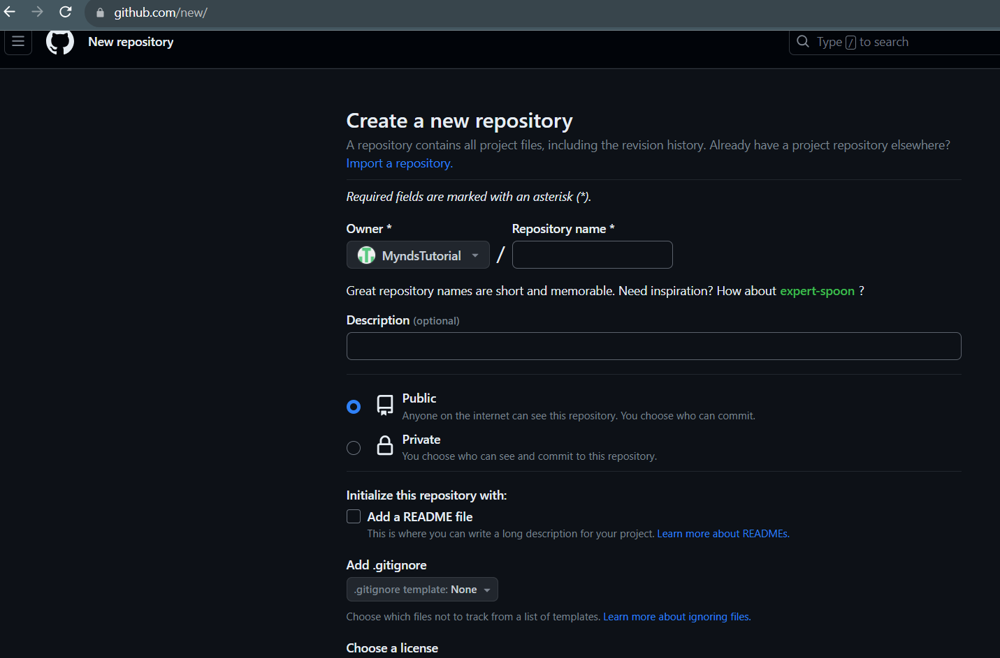 github.com/new/
New repository
Type / to search
Create a new repository
A repository contains all project files, including the revision history. Already have a project repository elsewhere?
Import a repository.
Required fields are marked with an asterisk (*).
Owner * Repository name *
MyndsTutorial /
Great repository names are short and memorable. Need inspiration? How about expert-spoon ?
Description (optional)
Public
Anyone on the internet can see this repository. You choose who can commit.
Private
You choose who can see and commit to this repository.
Initialize this repository with:
Add a README file
This is where you can write a long description for your project. Learn more about READMEs.
Add .gitignore
.gitignore template: None
Choose which files not to track from a list of templates. Learn more about ignoring files.
Choose a license